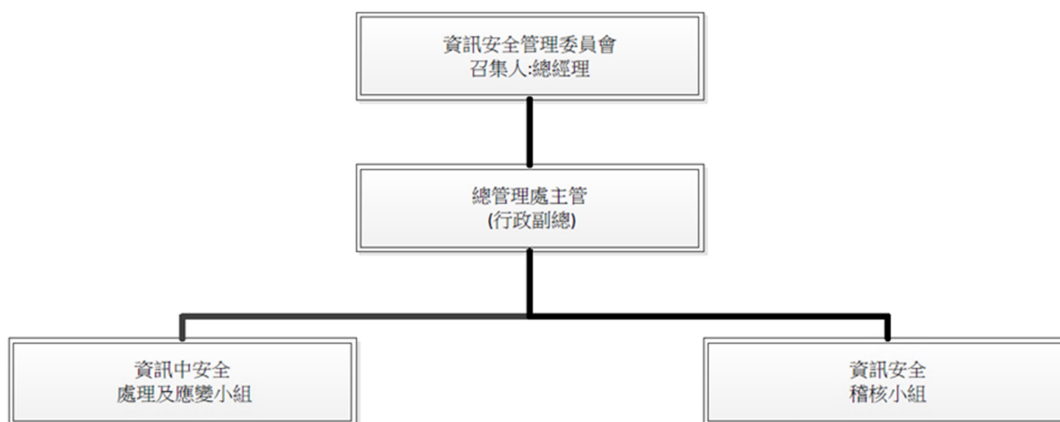 資訊安全管理委員會
召集人:總經理
總管理處主管
(行政副總)
資訊中安全
處理及應變小組
資訊安全
稽核小組